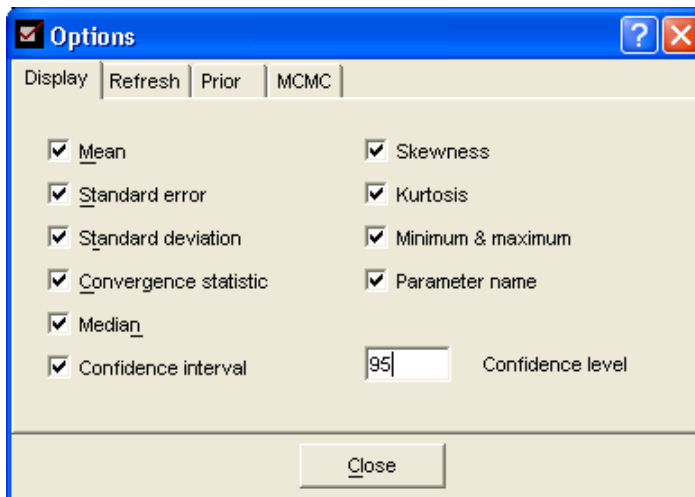 Options
Display Refresh Prior MCMC
Mean
Standard error
Standard deviation
Convergence statistic
Median
Confidence interval
Skewness
Kurtosis
Minimum & maximum
Parameter name
95 Confidence level
Close